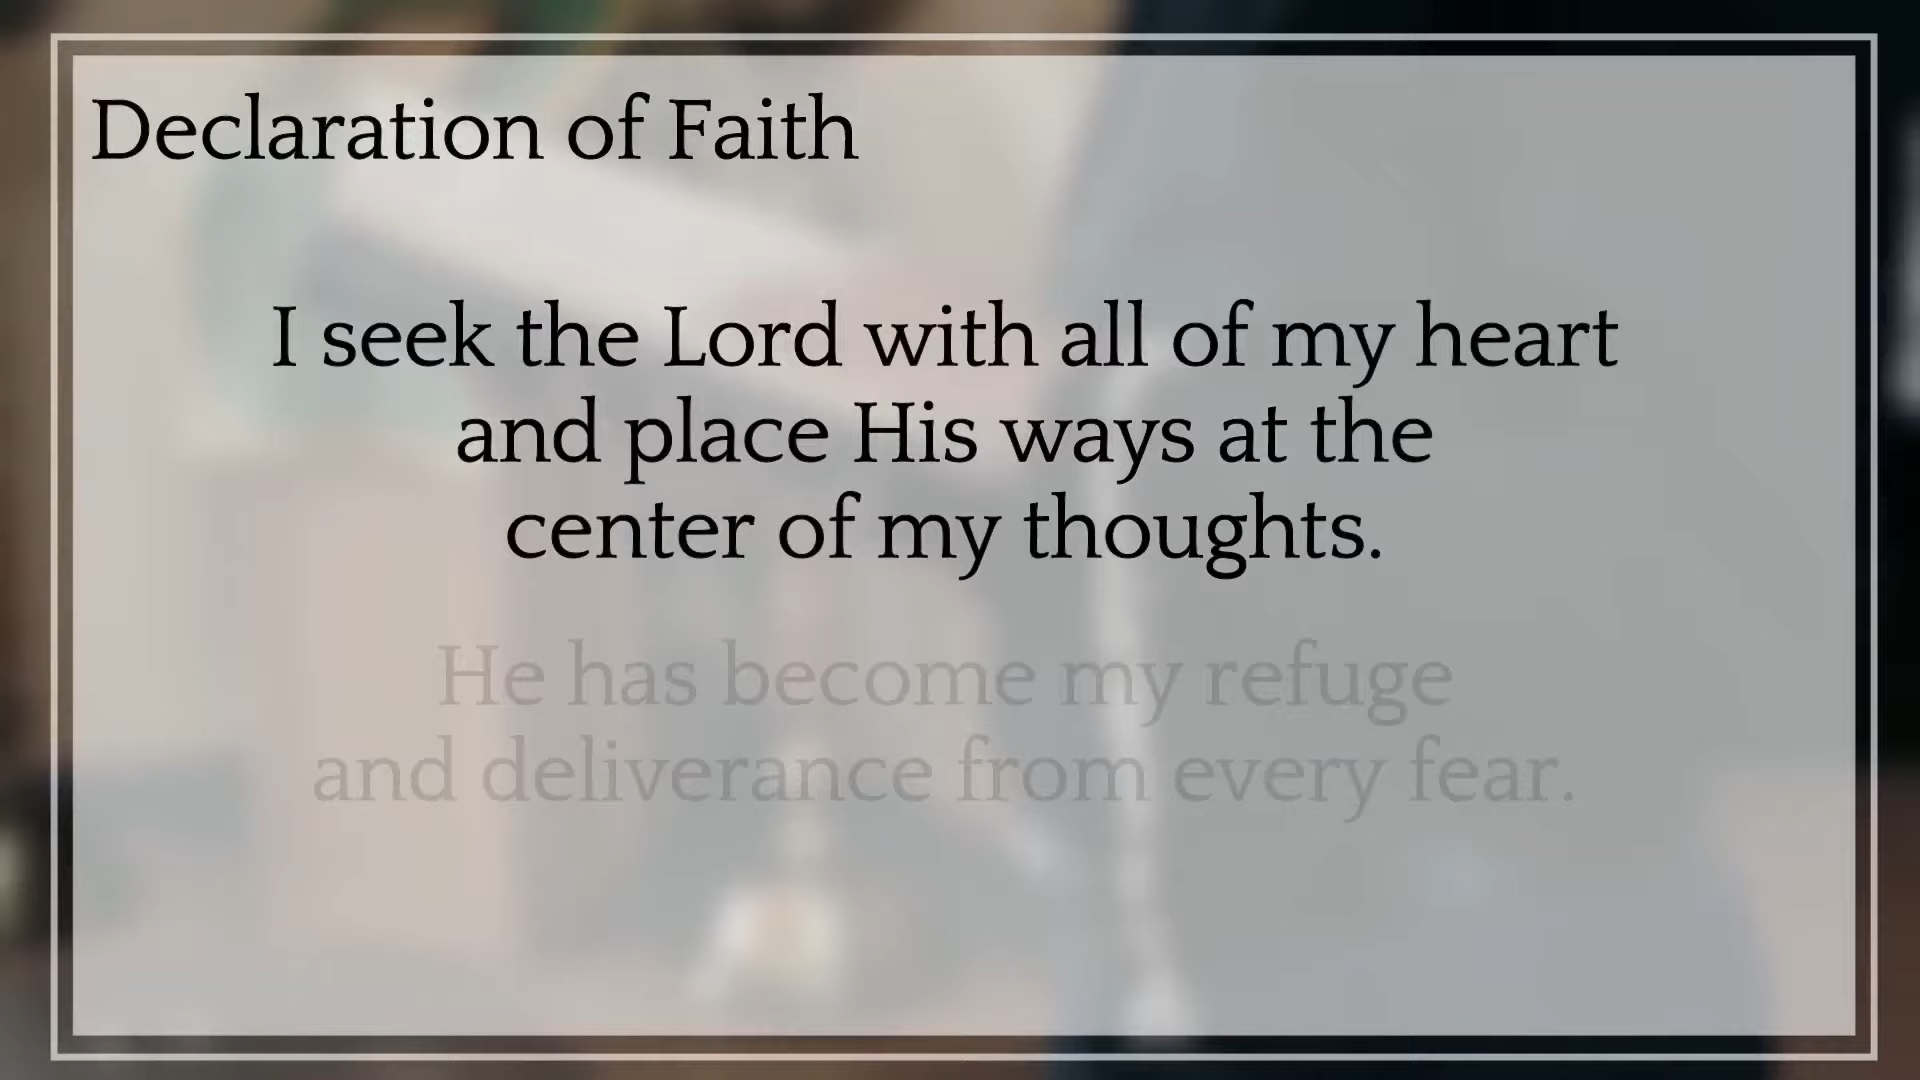 Declaration of Faith
I seek the Lord with all of my heart
and place His ways at the
center of my thoughts.
He has become my refuge
and deliverance from every fear.